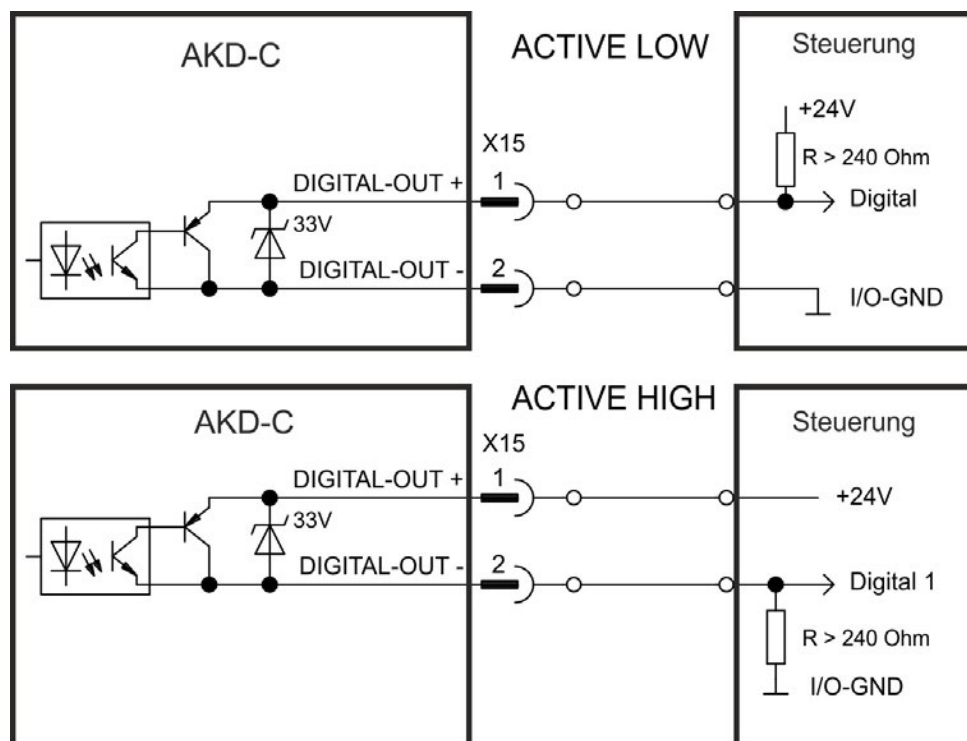 AKD-C
ACTIVE LOW
Steuerung
+24V
X15
R > 240 Ohm
DIGITAL-OUT +
1
Digital
33V
DIGITAL-OUT -
2
I/O-GND
AKD-C
ACTIVE HIGH
Steuerung
X15
DIGITAL-OUT +
1
+24V
33V
DIGITAL-OUT -
2
Digital 1
R > 240 Ohm
I/O-GND